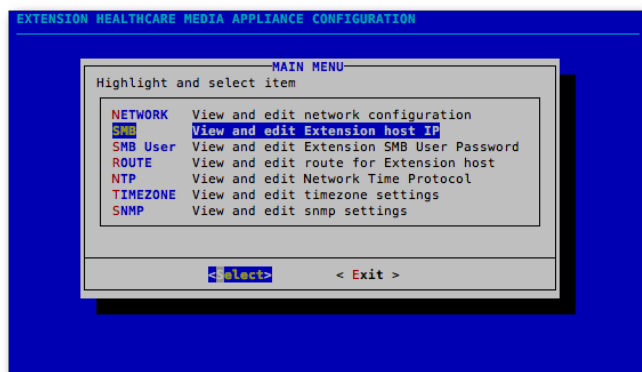 EXTENSION HEALTHCARE MEDIA APPLIANCE CONFIGURATION
MAIN MENU
Highlight and select item
NETWORK View and edit network configuration
SMB View and edit Extension host IP
SMB User View and edit Extension SMB User Password
ROUTE View and edit route for Extension host
NTP View and edit Network Time Protocol
TIMEZONE View and edit timezone settings
SNMP View and edit snmp settings
<Select> < Exit >